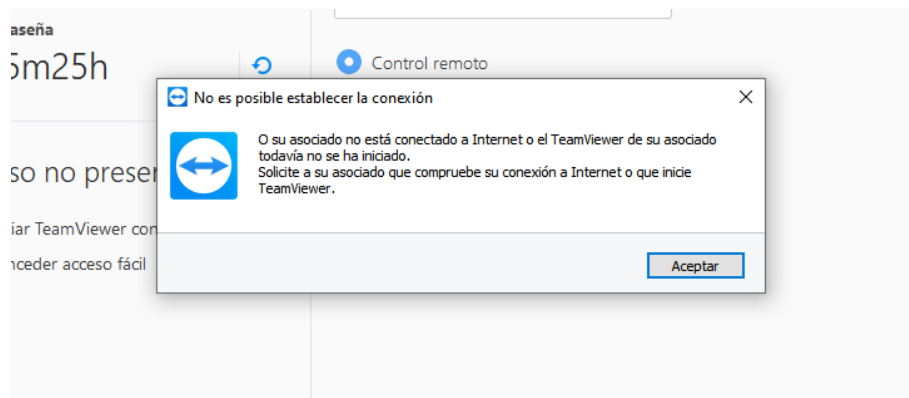 aseña
5m25h
Control remoto
No es posible establecer la conexión
O su asociado no está conectado a Internet o el TeamViewer de su asociado
todavía no se ha iniciado.
Solicite a su asociado que compruebe su conexión a Internet o que inicie
TeamViewer.
so no preser
iar TeamViewer con
nceder acceso fácil
Aceptar